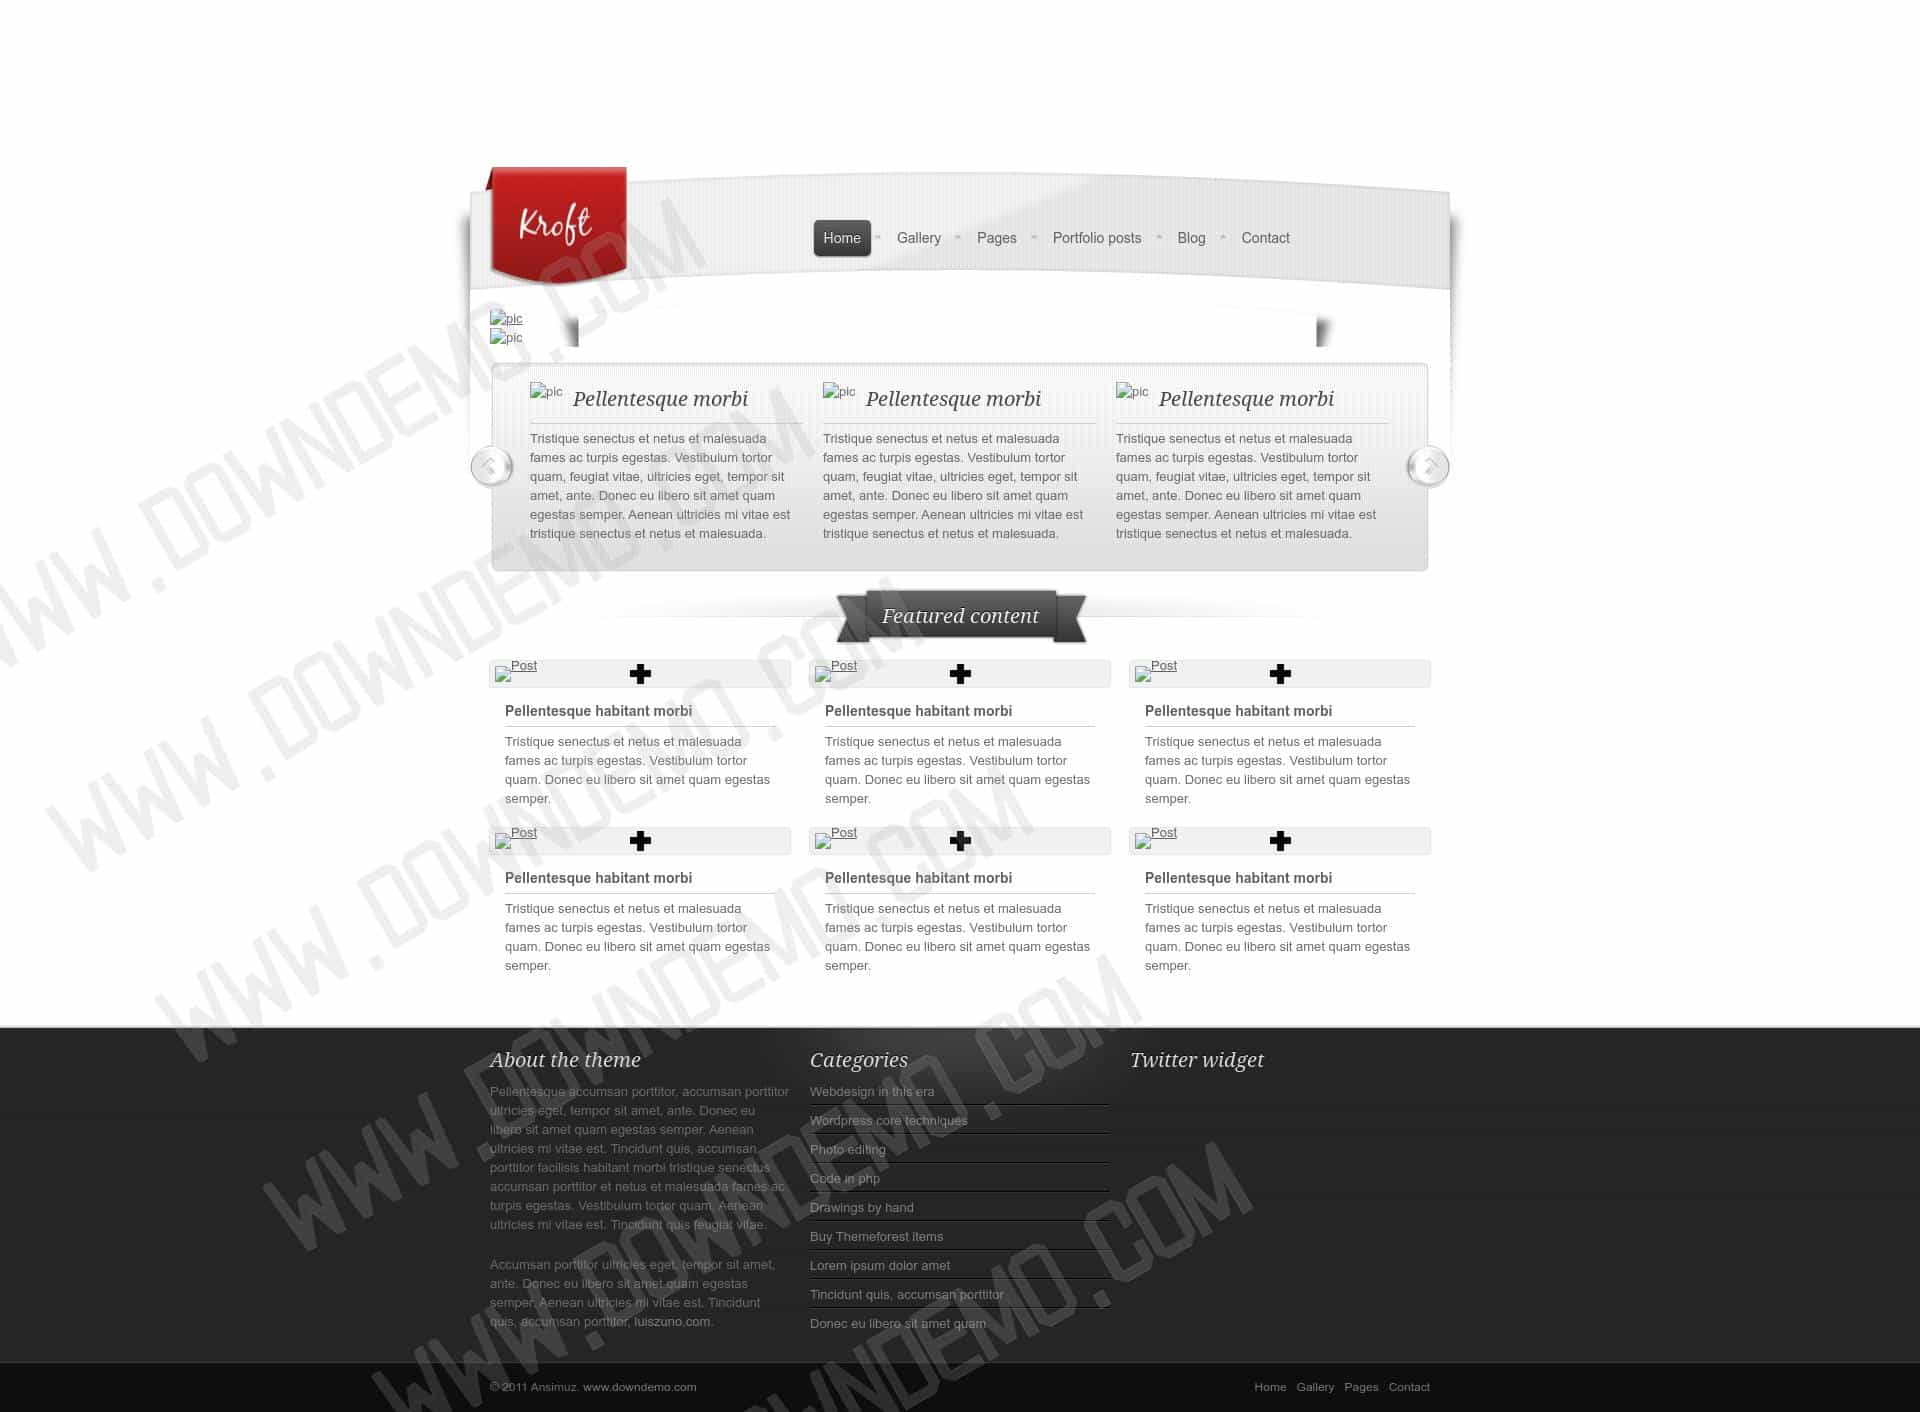 Kroft
Home Gallery Pages Portfolio posts Blog Contact
pic
pic
pic Pellentesque morbi
Tristique senectus et netus et malesuada
fames ac turpis egestas. Vestibulum tortor
quam, feugiat vitae, ultricies eget, tempor sit
amet, ante. Donec eu libero sit amet quam
egestas semper. Aenean ultricies mi vitae est
tristique senectus et netus et malesuada.
pic Pellentesque morbi
Tristique senectus et netus et malesuada
fames ac turpis egestas. Vestibulum tortor
quam, feugiat vitae, ultricies eget, tempor sit
amet, ante. Donec eu libero sit amet quam
egestas semper. Aenean ultricies mi vitae est
tristique senectus et netus et malesuada.
pic Pellentesque morbi
Tristique senectus et netus et malesuada
fames ac turpis egestas. Vestibulum tortor
quam, feugiat vitae, ultricies eget, tempor sit
amet, ante. Donec eu libero sit amet quam
egestas semper. Aenean ultricies mi vitae est
tristique senectus et netus et malesuada.
Featured content
Post
Pellentesque habitant morbi
Tristique senectus et netus et malesuada
fames ac turpis egestas. Vestibulum tortor
quam. Donec eu libero sit amet quam egestas
semper.
Post
Pellentesque habitant morbi
Tristique senectus et netus et malesuada
fames ac turpis egestas. Vestibulum tortor
quam. Donec eu libero sit amet quam egestas
semper.
Post
Pellentesque habitant morbi
Tristique senectus et netus et malesuada
fames ac turpis egestas. Vestibulum tortor
quam. Donec eu libero sit amet quam egestas
semper.
Post
Pellentesque habitant morbi
Tristique senectus et netus et malesuada
fames ac turpis egestas. Vestibulum tortor
quam. Donec eu libero sit amet quam egestas
semper.
Post
Pellentesque habitant morbi
Tristique senectus et netus et malesuada
fames ac turpis egestas. Vestibulum tortor
quam. Donec eu libero sit amet quam egestas
semper.
Post
Pellentesque habitant morbi
Tristique senectus et netus et malesuada
fames ac turpis egestas. Vestibulum tortor
quam. Donec eu libero sit amet quam egestas
semper.
About the theme
Pellentesque accumsan porttitor, accumsan porttitor
ultricies eget, tempor sit amet, ante. Donec eu
libero sit amet quam egestas semper. Aenean
ultricies mi vitae est. Tincidunt quis, accumsan
porttitor facilisis habitant morbi tristique senectus
accumsan porttitor et netus et malesuada fames ac
turpis egestas. Vestibulum tortor quam. Aenean
ultricies mi vitae est. Tincidunt quis feugiat vitae.
Accumsan porttitor ultricies eget, tempor sit amet,
ante. Donec eu libero sit amet quam egestas
semper. Aenean ultricies mi vitae est. Tincidunt
quis, accumsan porttitor, luiszuno.com.
Categories
Webdesign in this era
Wordpress core techniques
Photo editing
Code in php
Drawings by hand
Buy Themeforest items
Lorem ipsum dolor amet
Tincidunt quis, accumsan porttitor
Donec eu libero sit amet quam
Twitter widget
© 2011 Ansimuz. www.downdemo.com
Home Gallery Pages Contact
WWW.DOWNDEMO.COM
WWW.DOWNDEMO.COM
WWW.DOWNDEMO.COM
WWW.DOWNDEMO.COM
WWW.DOWNDEMO.COM
WNDEMO.COM